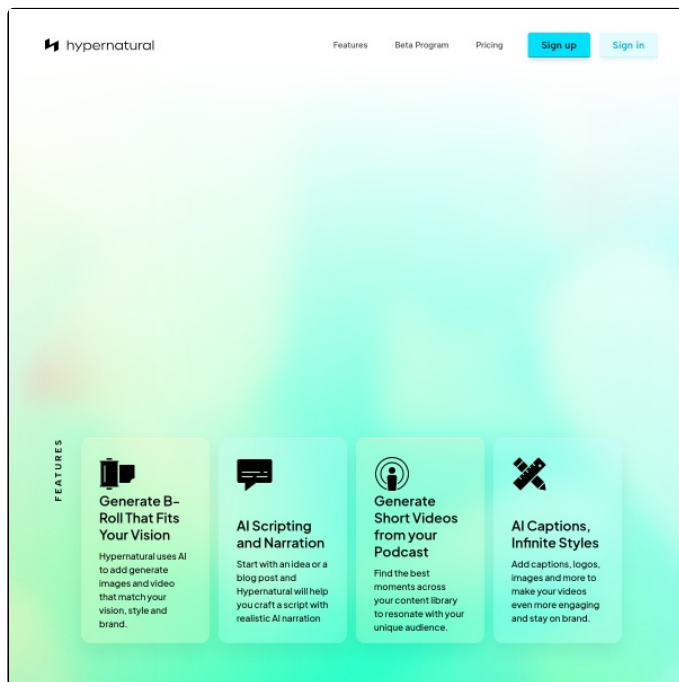 hypernatural
Features
Beta Program
Pricing
Sign up
Sign in
FEATURES
Generate B-
Roll That Fits
Your Vision
Hypernatural uses AI
to add generate
images and video
that match your
vision, style and
brand.
AI Scripting
and Narration
Start with an idea or a
blog post and
Hypernatural will help
you craft a script with
realistic AI narration
Generate
Short Videos
from your
Podcast
Find the best
moments across
your content library
to resonate with your
unique audience.
AI Captions,
Infinite Styles
Add captions, logos,
images and more to
make your videos
even more engaging
and stay on brand.